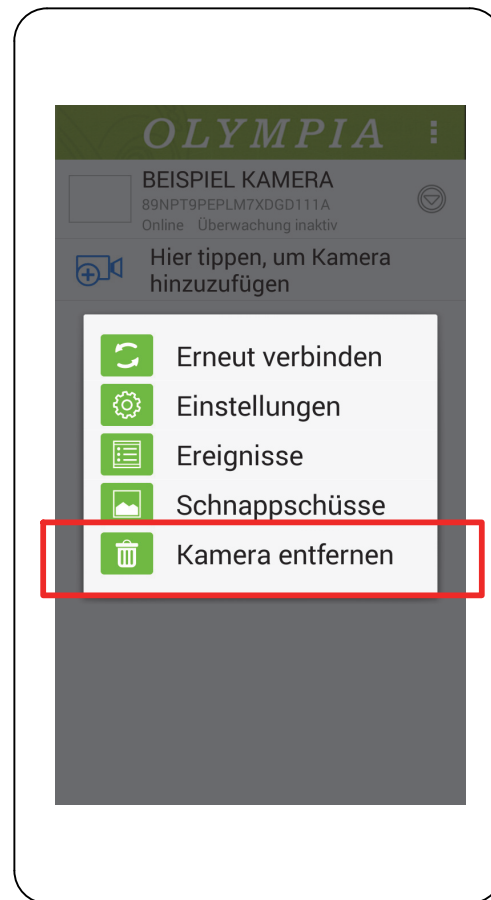 OLYMPIA
BEISPIEL KAMERA
89NPT9PEPLM7XDGD111A
Online Überwachung inaktiv
Hier tippen, um Kamera
hinzuzufügen
Erneut verbinden
Einstellungen
Ereignisse
Schnappschüsse
Kamera entfernen